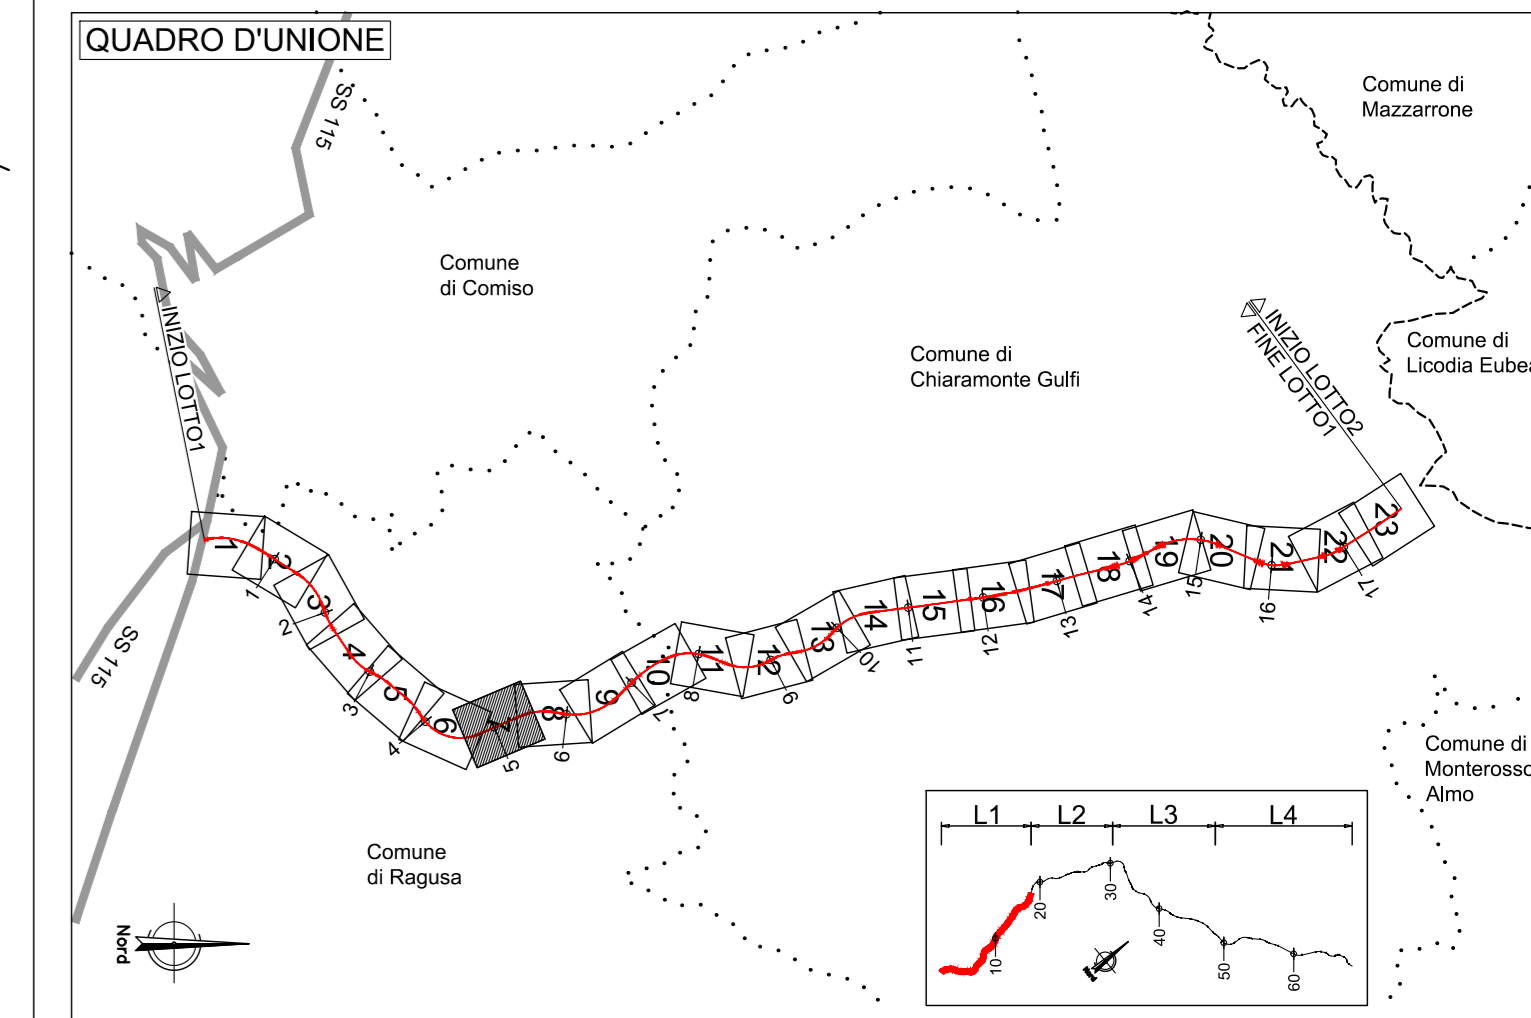 QUADRO D'UNIONE
SS 115
Comune di
Mazzarrone
Comune
di Comiso
INIZIO LOTTO1
Comune di
Chiaramonte Gulfi
INIZIO LOTTO2
FINE LOTTO1
Comune di
Licodia Eubea
1
2
3
4
5
6
7
8
9
10
11
12
13
14
15
16
17
18
19
20
21
22
23
1
2
3
4
5
6
7
8
9
10
11
12
13
14
15
16
17
SS 115
Comune di
Monterosso
Almo
Comune
di Ragusa
Nord
L1
L2
L3
L4
10
20
30
40
50
60
Nord